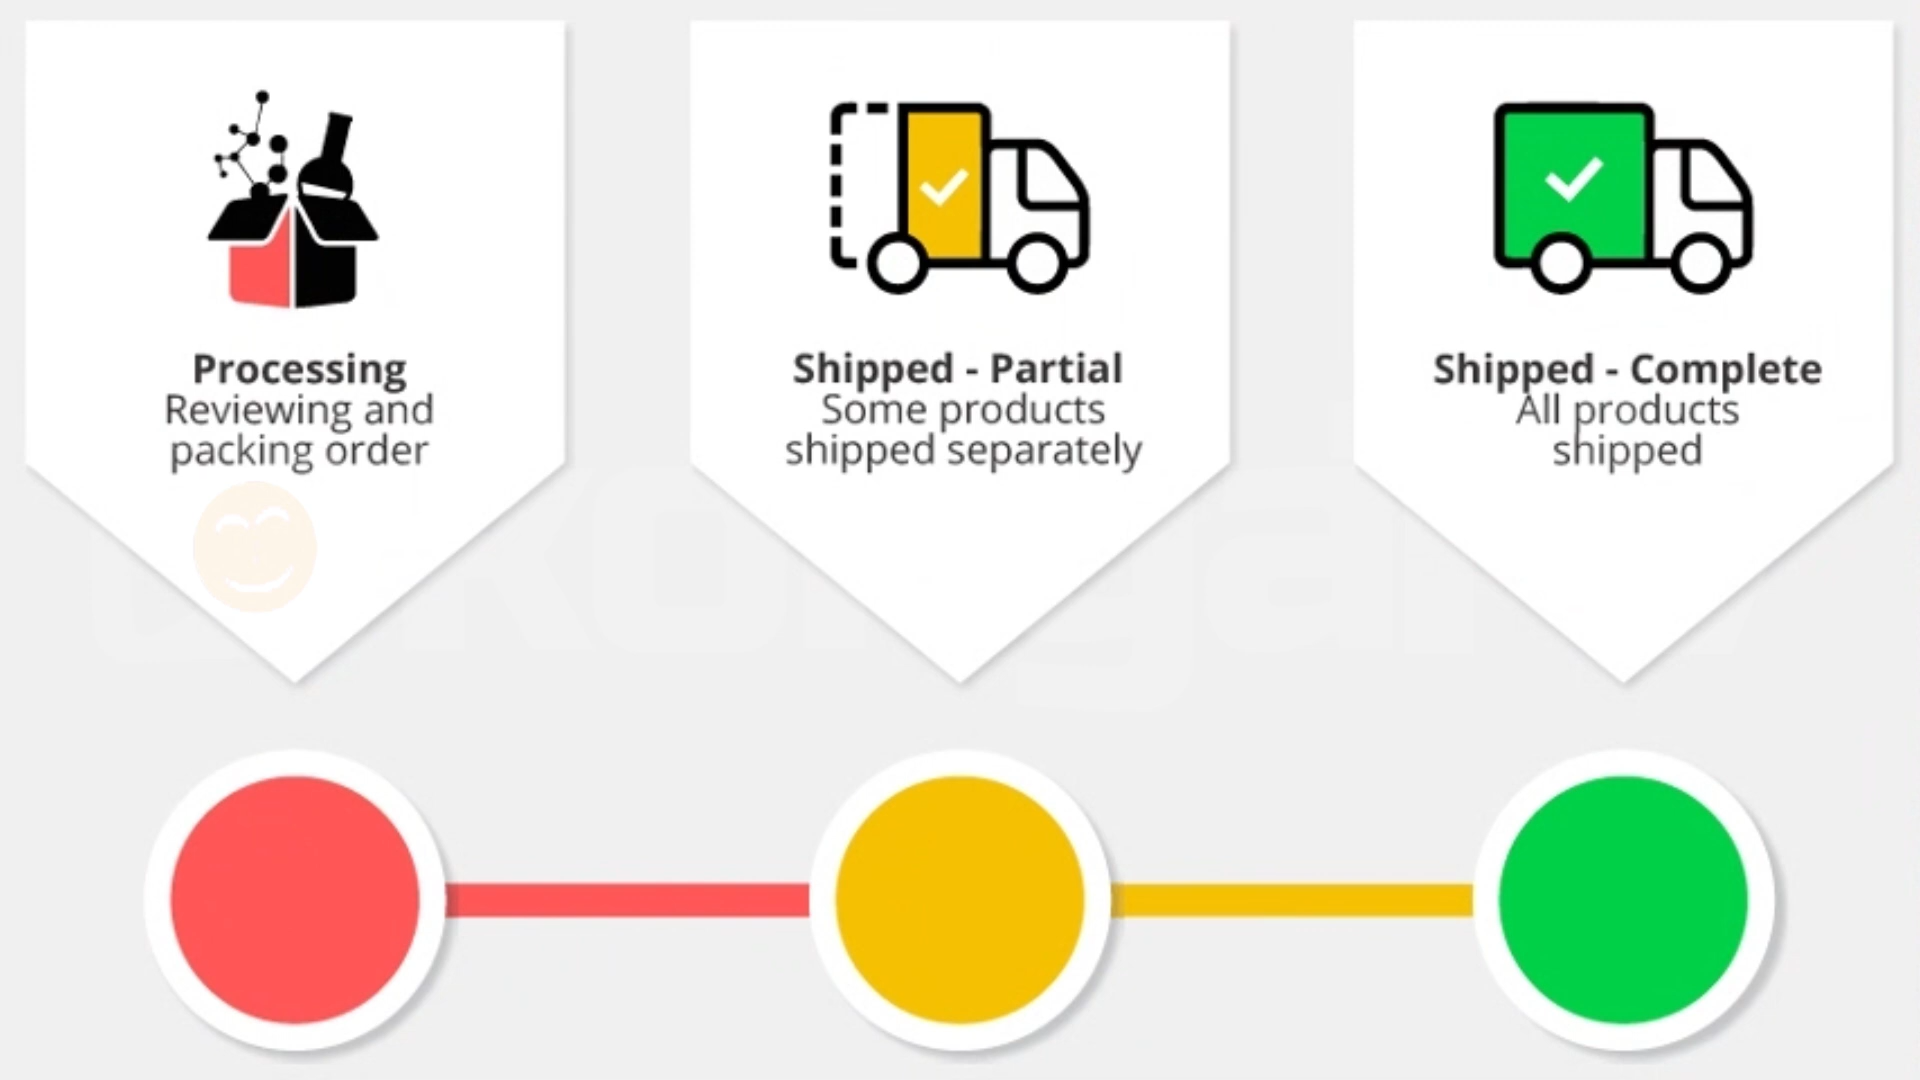 Processing
Reviewing and
packing order
Shipped - Partial
Some products
shipped separately
Shipped - Complete
All products
shipped